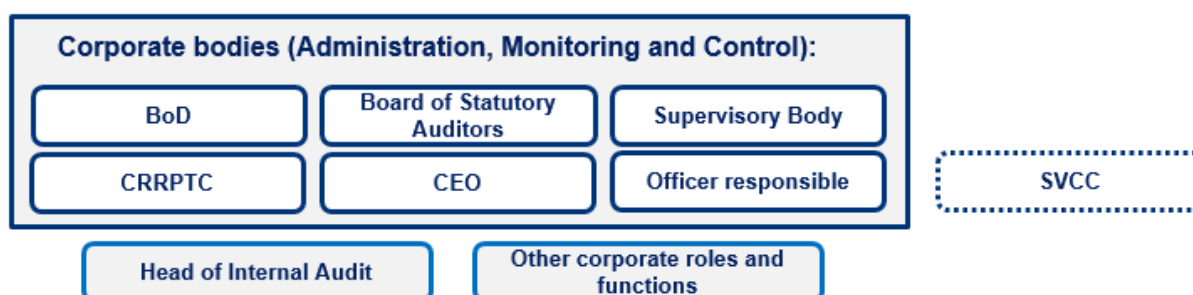 Corporate bodies (Administration, Monitoring and Control):
BoD
Board of Statutory
Auditors
Supervisory Body
CRRPTC
CEO
Officer responsible
SVCC
Head of Internal Audit
Other corporate roles and
functions